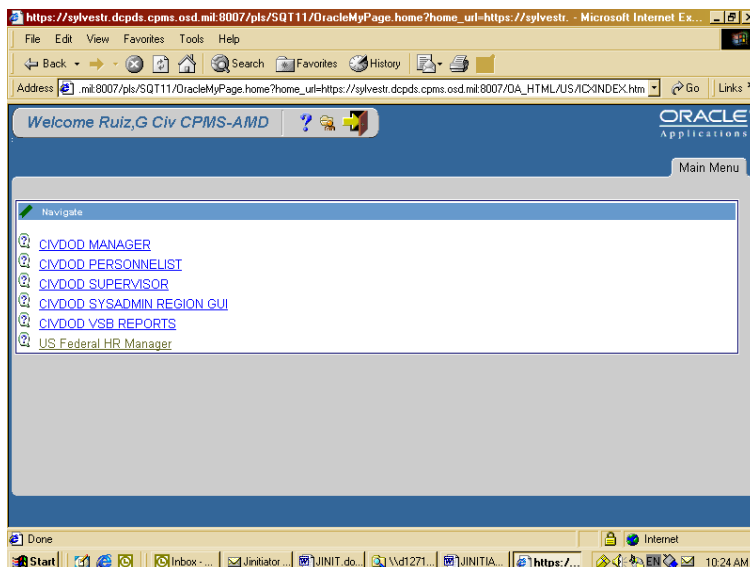 https://sylvestr.dcpds.cpms.osd.mil:8007/pls/SQT11/OracleMyPage.home?home_url=https://sylvestr. - Microsoft Internet Ex...
File Edit View Favorites Tools Help
Back Search Favorites History
Address .mil:8007/pls/SQT11/OracleMyPage.home?home_url=https://sylvestr.dcpds.cpms.osd.mil:8007/OA_HTML/US/ICXINDEX.htm Go Links
Welcome Ruiz,G Civ CPMS-AMD ORACLE
Applications
Main Menu
Navigate
CIVDOD MANAGER
CIVDOD PERSONNELIST
CIVDOD SUPERVISOR
CIVDOD SYSADMIN REGION GUI
CIVDOD VSB REPORTS
US Federal HR Manager
Done Internet
Start Inbox - ... Jinitiator ... JINIT.do... \\d1271... JINITIA... https:/... EN 10:24 AM